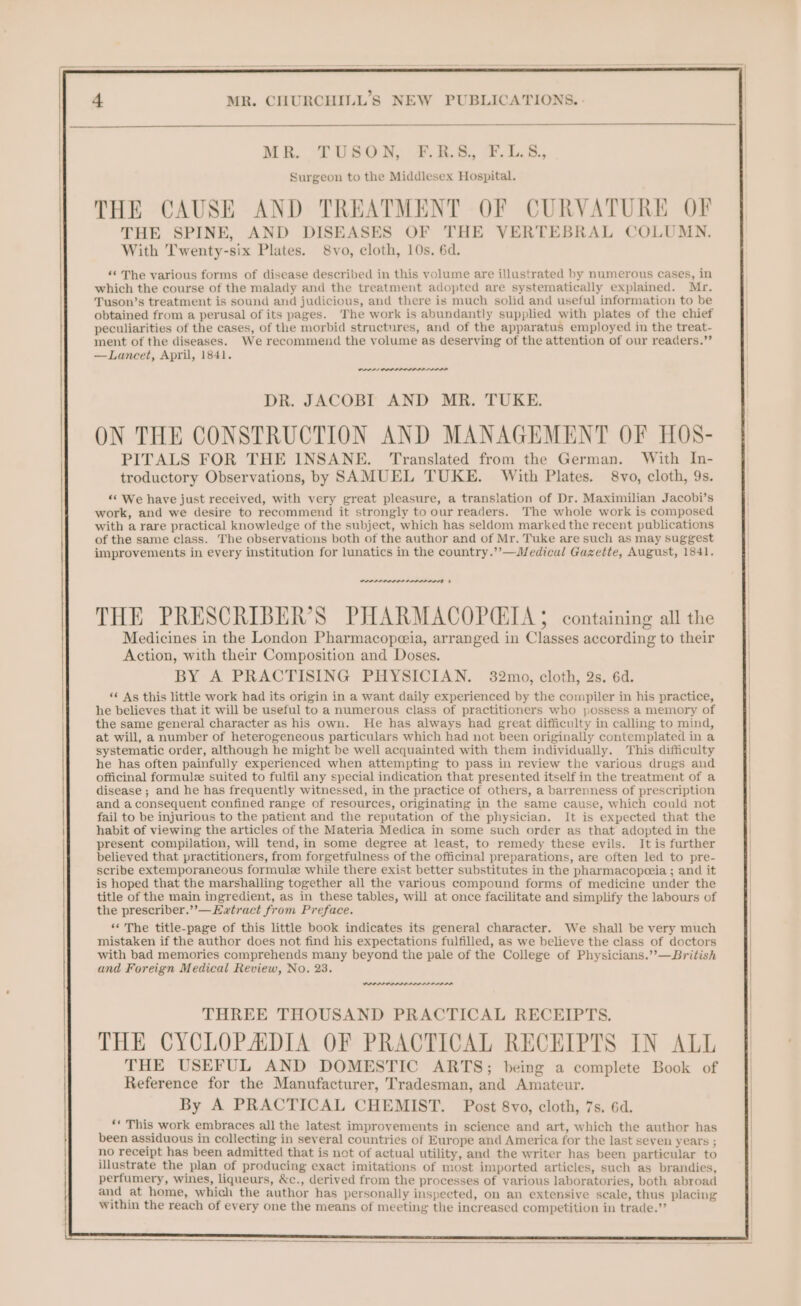 4 MR. CHURCHILL'S NEW PUBLICATIONS.
MR. TUSON, F.R.S., F.L.S.,
Surgeon to the Middlesex Hospital.
THE CAUSE AND TREATMENT OF CURVATURE OF
THE SPINE, AND DISEASES OF THE VERTEBRAL COLUMN.
With Twenty-six Plates. 8vo, cloth, 10s. 6d.
“ The various forms of disease described in this volume are illustrated by numerous cases, in
which the course of the malady and the treatment adopted are systematically explained. Mr.
Tuson’s treatment is sound and judicious, and there is much solid and useful information to be
obtained from a perusal of its pages. The work is abundantly supplied with plates of the chief
peculiarities of the cases, of the morbid structures, and of the apparatus employed in the treat-
ment of the diseases. We recommend the volume as deserving of the attention of our readers.”
—Lancet, April, 1841.
DR. JACOBI AND MR. TUKE.
ON THE CONSTRUCTION AND MANAGEMENT OF HOS-
PITALS FOR THE INSANE. Translated from the German. With In-
troductory Observations, by SAMUEL TUKE. With Plates. 8vo, cloth, 9s.
“ We have just received, with very great pleasure, a translation of Dr. Maximilian Jacobi’s
work, and we desire to recommend it strongly to our readers. The whole work is composed
with a rare practical knowledge of the subject, which has seldom marked the recent publications
of the same class. The observations both of the author and of Mr. Tuke are such as may suggest
improvements in every institution for lunatics in the country.”—Medical Gazette, August, 1841.
THE PRESCRIBER’S PHARMACOPŒIA; containing all the
Medicines in the London Pharmacopœia, arranged in Classes according to their
Action, with their Composition and Doses.
BY A PRACTISING PHYSICIAN. 32mo, cloth, 2s. 6d.
“ As this little work had its origin in a want daily experienced by the compiler in his practice,
he believes that it will be useful to a numerous class of practitioners who possess a memory of
the same general character as his own. He has always had great difficulty in calling to mind,
at will, a number of heterogeneous particulars which had not been originally contemplated in a
systematic order, although he might be well acquainted with them individually. This difficulty
he has often painfully experienced when attempting to pass in review the various drugs and
officinal formulæ suited to fulfil any special indication that presented itself in the treatment of a
disease; and he has frequently witnessed, in the practice of others, a barrenness of prescription
and a consequent confined range of resources, originating in the same cause, which could not
fail to be injurious to the patient and the reputation of the physician. It is expected that the
habit of viewing the articles of the Materia Medica in some such order as that adopted in the
present compilation, will tend, in some degree at least, to remedy these evils. It is further
believed that practitioners, from forgetfulness of the officinal preparations, are often led to pre-
scribe extemporaneous formulæ while there exist better substitutes in the pharmacopœia; and it
is hoped that the marshalling together all the various compound forms of medicine under the
title of the main ingredient, as in these tables, will at once facilitate and simplify the labours of
the prescriber.”—Extract from Preface.
“ The title-page of this little book indicates its general character. We shall be very much
mistaken if the author does not find his expectations fulfilled, as we believe the class of doctors
with bad memories comprehends many beyond the pale of the College of Physicians.”—British
and Foreign Medical Review, No. 23.
THREE THOUSAND PRACTICAL RECEIPTS.
THE CYCLOPÆDIA OF PRACTICAL RECEIPTS IN ALL
THE USEFUL AND DOMESTIC ARTS; being a complete Book of
Reference for the Manufacturer, Tradesman, and Amateur.
By A PRACTICAL CHEMIST. Post 8vo, cloth, 7s. 6d.
“ This work embraces all the latest improvements in science and art, which the author has
been assiduous in collecting in several countries of Europe and America for the last seven years;
no receipt has been admitted that is not of actual utility, and the writer has been particular to
illustrate the plan of producing exact imitations of most imported articles, such as brandies,
perfumery, wines, liqueurs, &c., derived from the processes of various laboratories, both abroad
and at home, which the author has personally inspected, on an extensive scale, thus placing
within the reach of every one the means of meeting the increased competition in trade.”